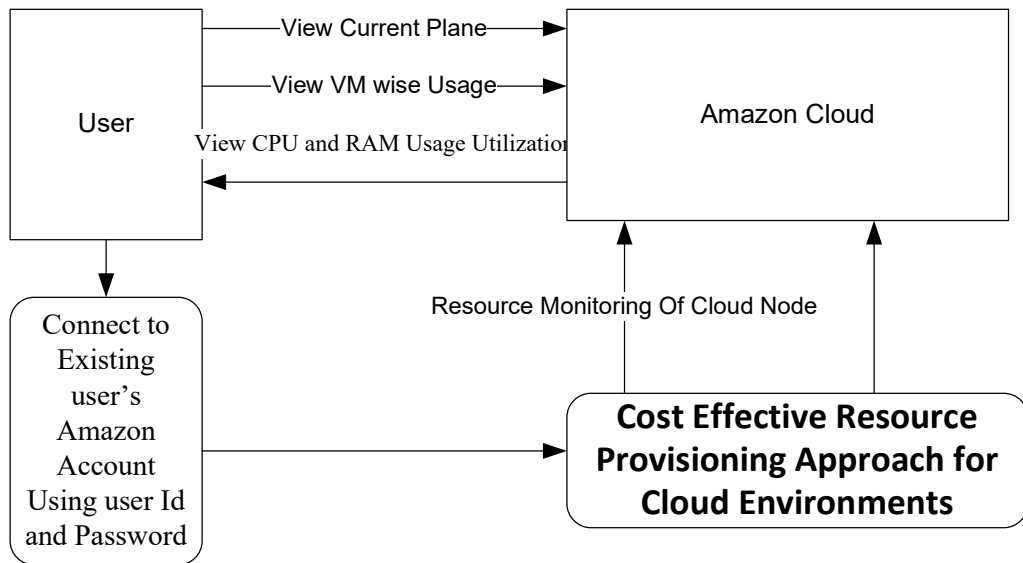 View Current Plane
View VM wise Usage
User
Amazon Cloud
View CPU and RAM Usage Utilization
Resource Monitoring Of Cloud Node
Connect to
Existing
user’s
Amazon
Account
Using user Id
and Password
Cost Effective Resource
Provisioning Approach for
Cloud Environments